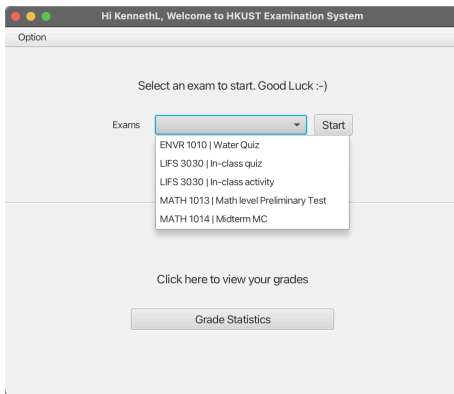 Hi KennethL, Welcome to HKUST Examination System
Option
Select an exam to start. Good Luck :-)
Exams Start
ENVR 1010 | Water Quiz
LIFS 3030 | In-class quiz
LIFS 3030 | In-class activity
MATH 1013 | Math level Preliminary Test
MATH 1014 | Midterm MC
Click here to view your grades
Grade Statistics